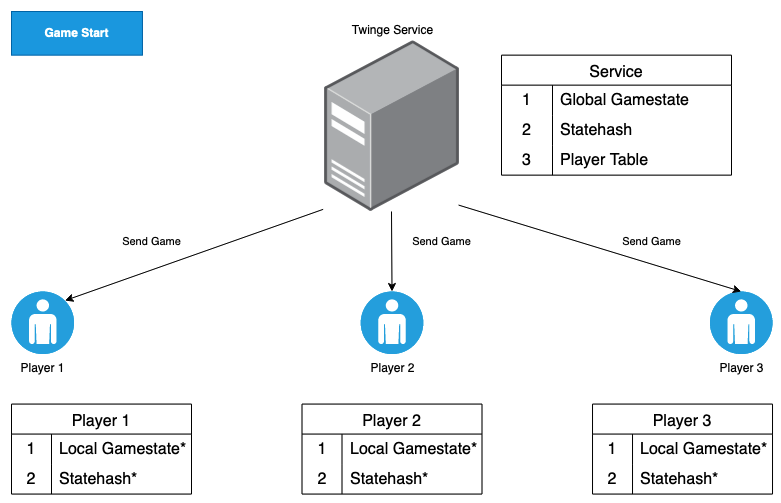 Game Start
Twinge Service
Service
1 Global Gamestate
2 Statehash
3 Player Table
Send Game
Send Game
Send Game
Player 1
Player 2
Player 3
Player 1
1 Local Gamestate*
2 Statehash*
Player 2
1 Local Gamestate*
2 Statehash*
Player 3
1 Local Gamestate*
2 Statehash*